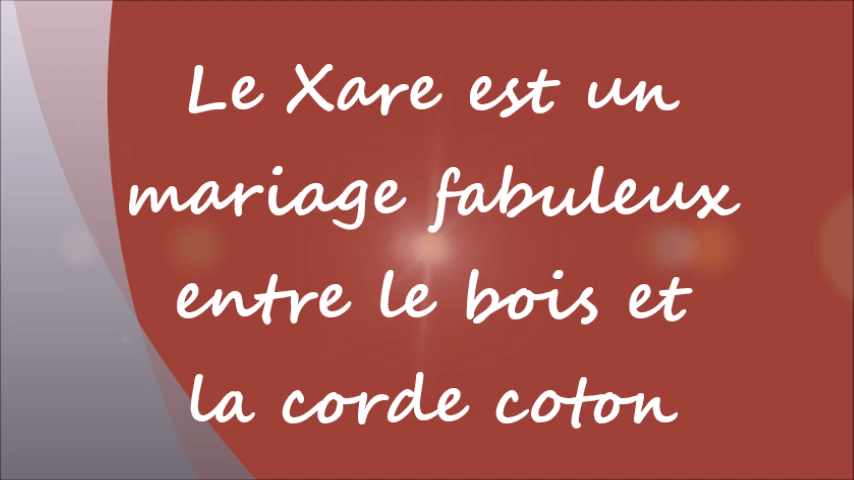 Le Xare est un
mariage fabuleux
entre le bois et
la corde coton